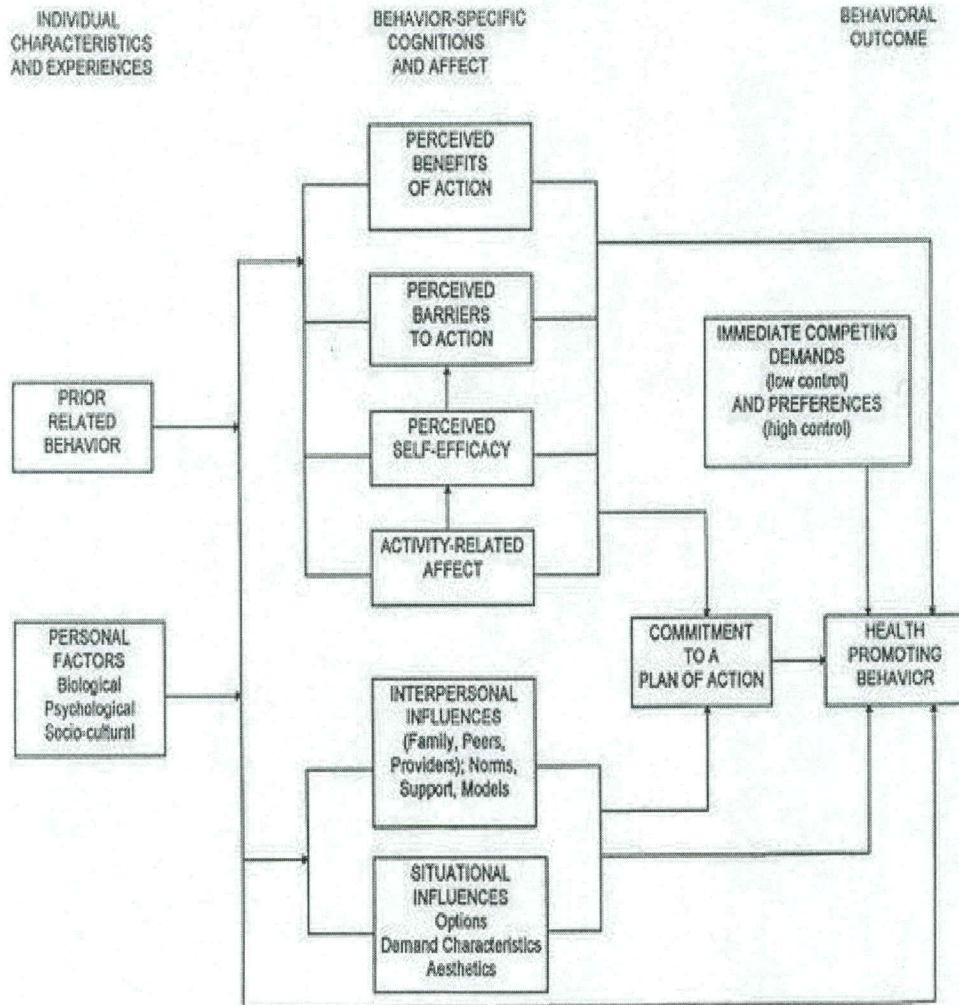 INDIVIDUAL
CHARACTERISTICS
AND EXPERIENCES
BEHAVIOR-SPECIFIC
COGNITIONS
AND AFFECT
BEHAVIORAL
OUTCOME
PERCEIVED
BENEFITS
OF ACTION
PERCEIVED
BARRIERS
TO ACTION
IMMEDIATE COMPETING
DEMANDS
(low control)
AND PREFERENCES
(high control)
PRIOR
RELATED
BEHAVIOR
PERCEIVED
SELF-EFFICACY
ACTIVITY-RELATED
AFFECT
PERSONAL
FACTORS
Biological
Psychological
Socio-cultural
COMMITMENT
TO A
PLAN OF ACTION
HEALTH
PROMOTING
BEHAVIOR
INTERPERSONAL
INFLUENCES
(Family, Peers,
Providers); Norms,
Support, Models
SITUATIONAL
INFLUENCES
Options
Demand Characteristics
Aesthetics